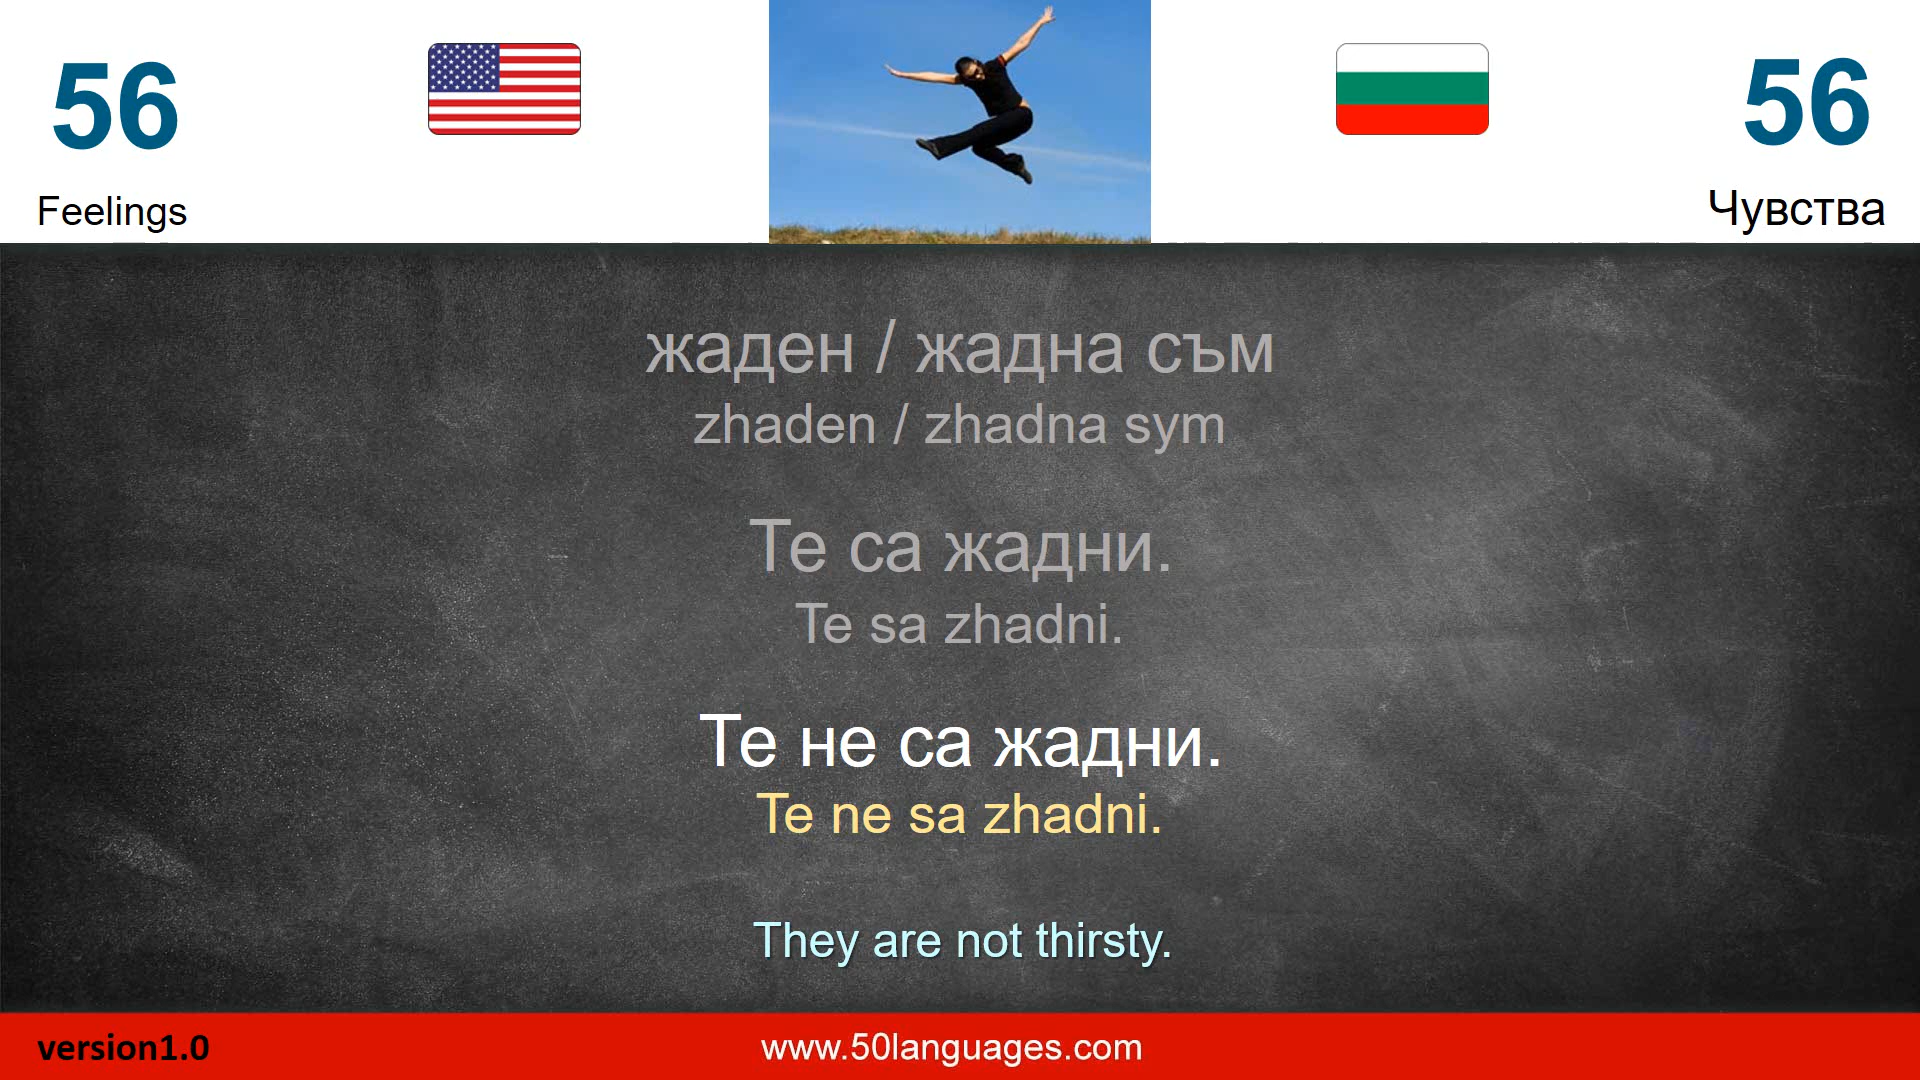 56
56
Feelings
Чувства
жаден / жадна съм
zhaden / zhadna sym
Те са жадни.
Te sa zhadni.
Те не са жадни.
Te ne sa zhadni.
They are not thirsty.
version1.0
www.50languages.com